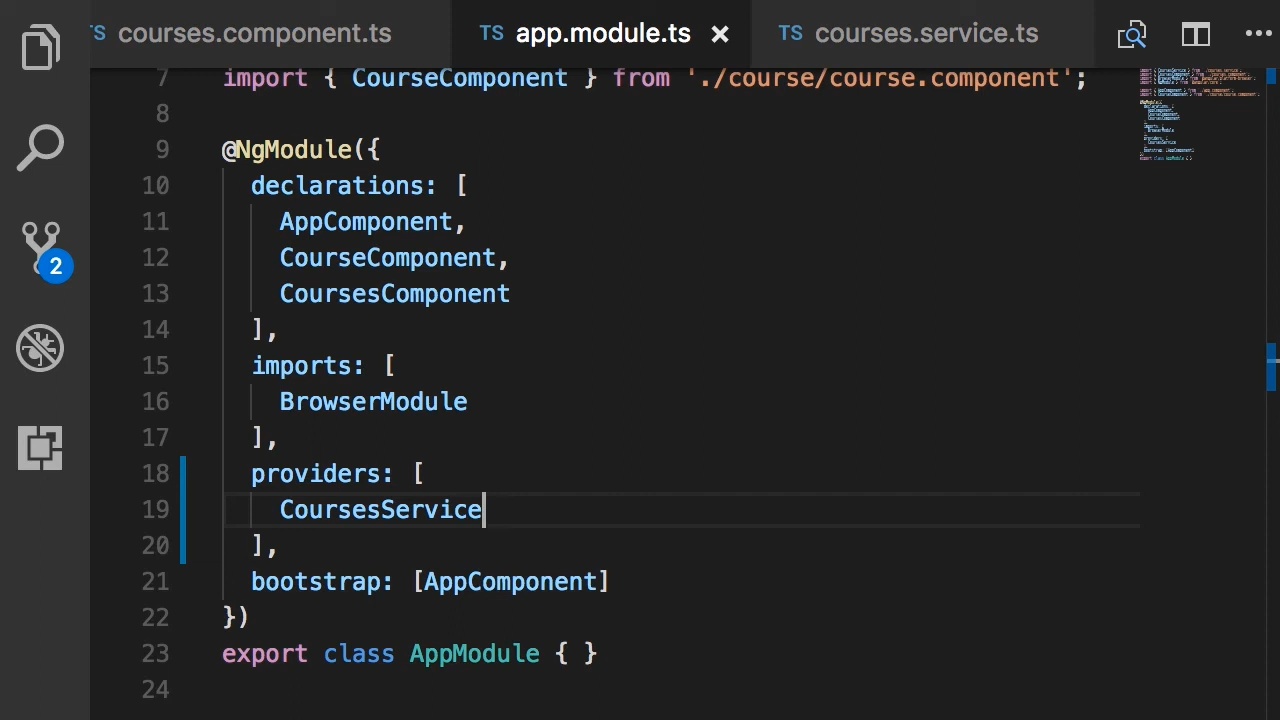 TS courses.component.ts
TS app.module.ts ×
TS courses.service.ts
7 import { CourseComponent } from './course/course.component';
8
9 @NgModule({
10 declarations: [
11 AppComponent,
12 CourseComponent,
13 CoursesComponent
14 ],
15 imports: [
16 BrowserModule
17 ],
18 providers: [
19 CoursesService
20 ],
21 bootstrap: [AppComponent]
22 })
23 export class AppModule { }
24
2